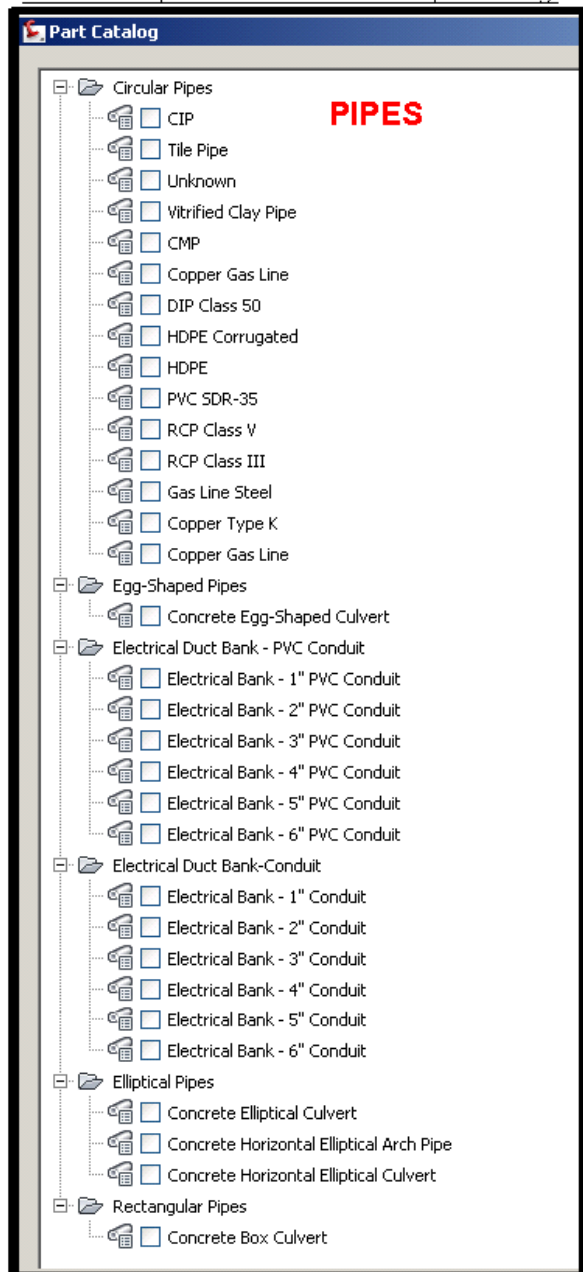 Part Catalog
Circular Pipes
PIPES
CIP
Tile Pipe
Unknown
Vitrified Clay Pipe
CMP
Copper Gas Line
DIP Class 50
HDPE Corrugated
HDPE
PVC SDR-35
RCP Class V
RCP Class III
Gas Line Steel
Copper Type K
Copper Gas Line
Egg-Shaped Pipes
Concrete Egg-Shaped Culvert
Electrical Duct Bank - PVC Conduit
Electrical Bank - 1" PVC Conduit
Electrical Bank - 2" PVC Conduit
Electrical Bank - 3" PVC Conduit
Electrical Bank - 4" PVC Conduit
Electrical Bank - 5" PVC Conduit
Electrical Bank - 6" PVC Conduit
Electrical Duct Bank-Conduit
Electrical Bank - 1" Conduit
Electrical Bank - 2" Conduit
Electrical Bank - 3" Conduit
Electrical Bank - 4" Conduit
Electrical Bank - 5" Conduit
Electrical Bank - 6" Conduit
Elliptical Pipes
Concrete Elliptical Culvert
Concrete Horizontal Elliptical Arch Pipe
Concrete Horizontal Elliptical Culvert
Rectangular Pipes
Concrete Box Culvert